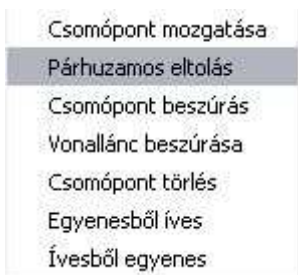 Csomópont mozgatása
Párhuzamos eltolás
Csomópont beszúrás
Vonallánc beszúrása
Csomópont törlés
Egyenesből íves
Ívesből egyenes